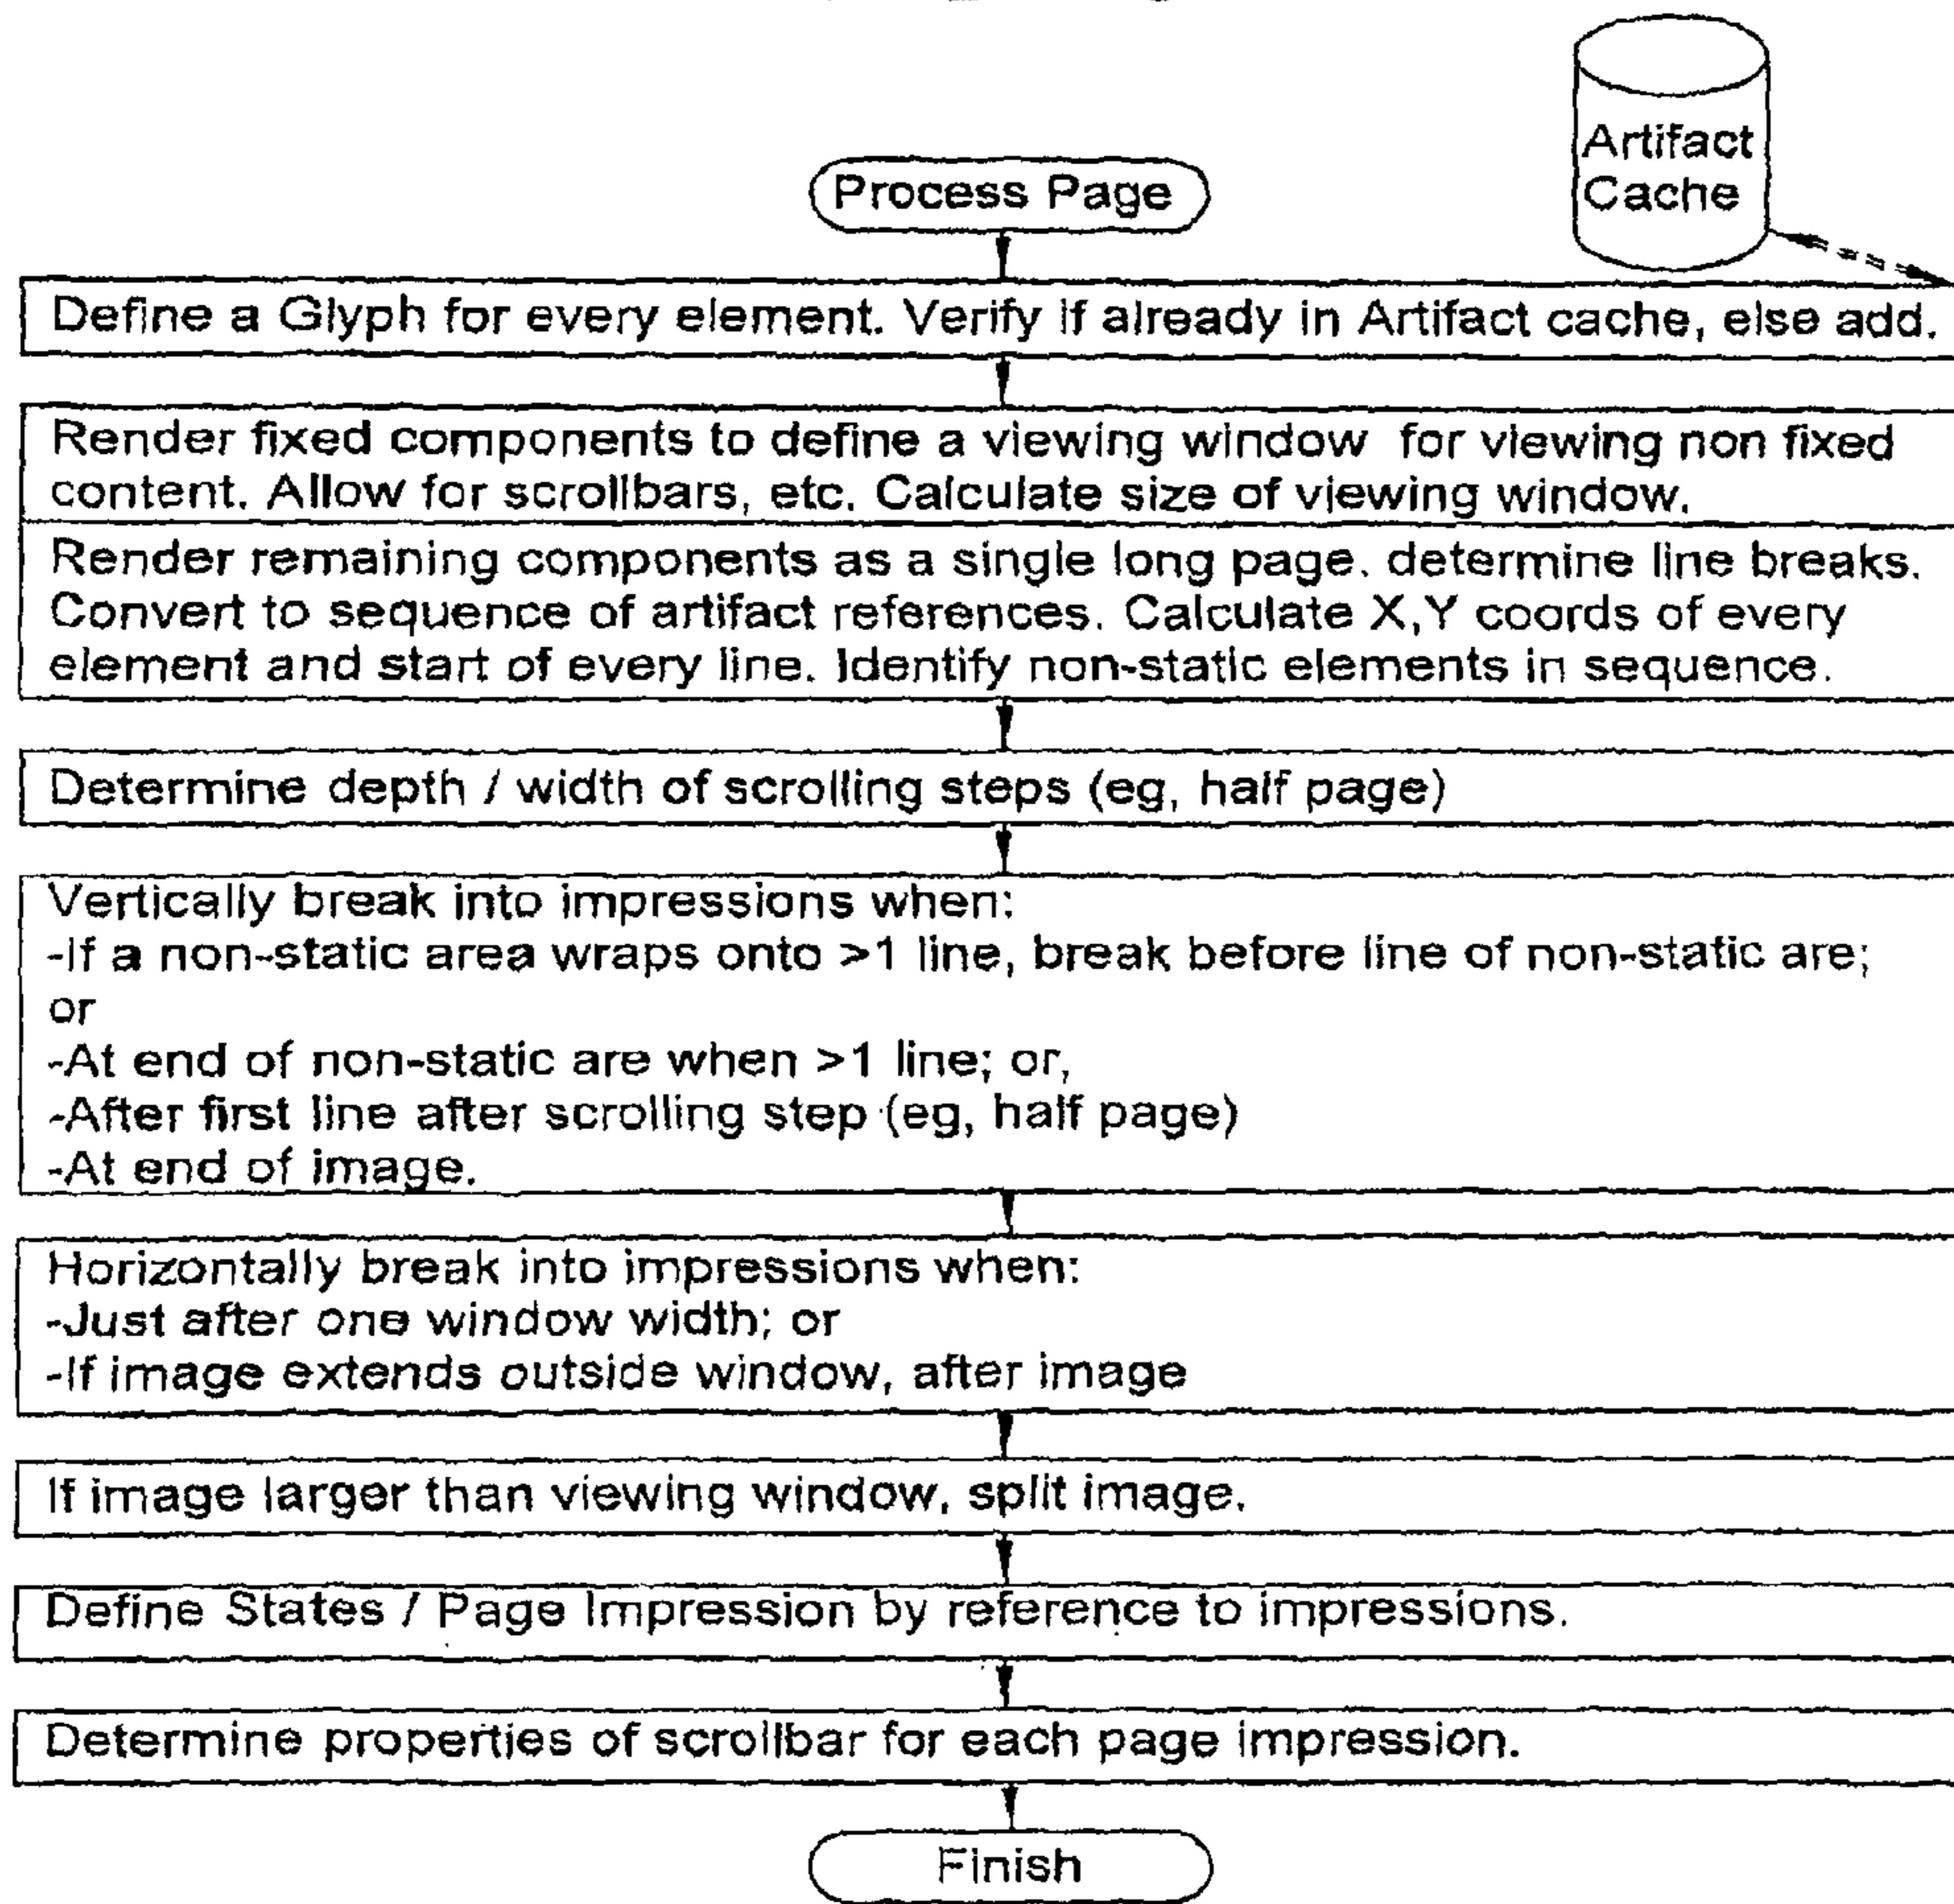 Artifact
Cache
Process Page
Define a Glyph for every element. Verify if already in Artifact cache, else add.
Render fixed components to define a viewing window for viewing non fixed
content. Allow for scrollbars, etc. Calculate size of viewing window.
Render remaining components as a single long page. determine line breaks.
Convert to sequence of artifact references. Calculate X,Y coords of every
element and start of every line. Identify non-static elements in sequence.
Determine depth / width of scrolling steps (eg, half page)
Vertically break into impressions when:
-If a non-static area wraps onto >1 line, break before line of non-static are;
or
-At end of non-static are when >1 line; or,
-After first line after scrolling step (eg, half page)
-At end of image.
Horizontally break into impressions when:
-Just after one window width; or
-If image extends outside window, after image
If image larger than viewing window, split image.
Define States / Page Impression by reference to impressions.
Determine properties of scrollbar for each page impression.
Finish